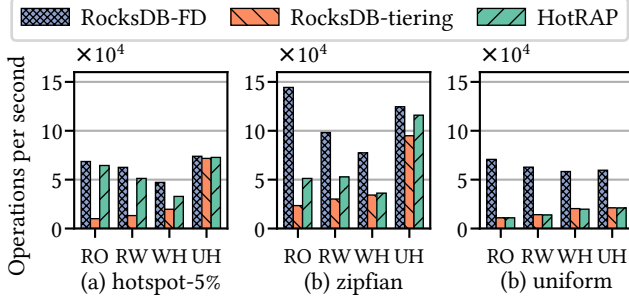 RocksDB-FD RocksDB-tiering HotRAP
×10⁴ ×10⁴ ×10⁴
Operations per second
15 15 15
10 10 10
5 5 5
0 0 0
RO RW WH UH RO RW WH UH RO RW WH UH
(a) hotspot-5% (b) zipfian (b) uniform